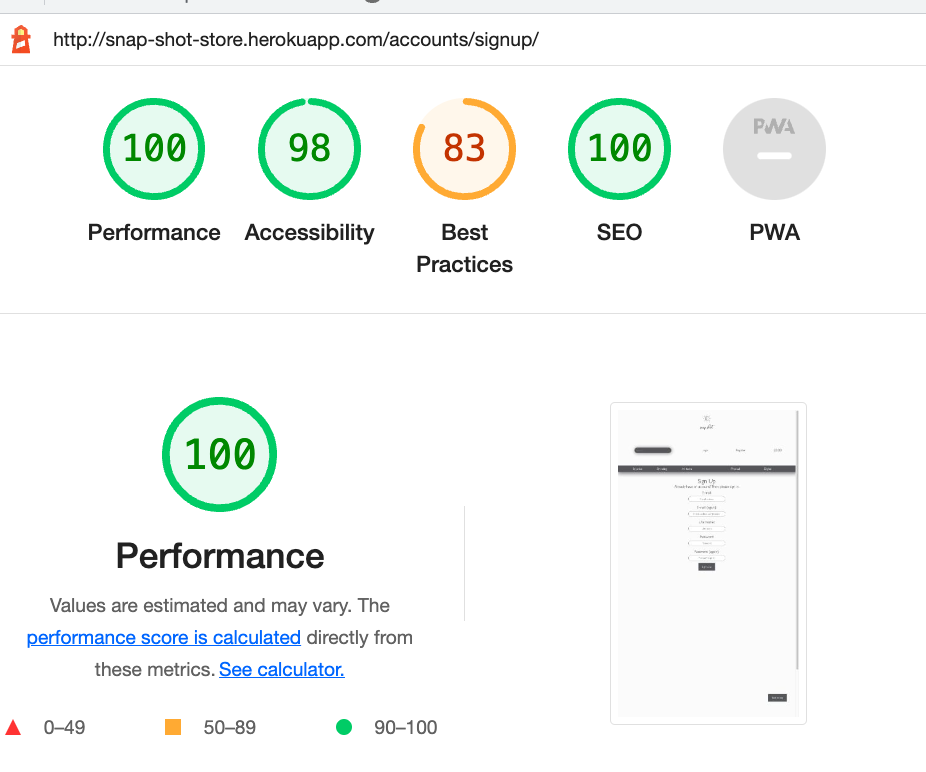 http://snap-shot-store.herokuapp.com/accounts/signup/
100
98
83
100
PWA
Performance
Accessibility
Best
Practices
SEO
PWA
100
Performance
Values are estimated and may vary. The
performance score is calculated directly from
these metrics. See calculator.
0–49
50–89
90–100
Sign Up